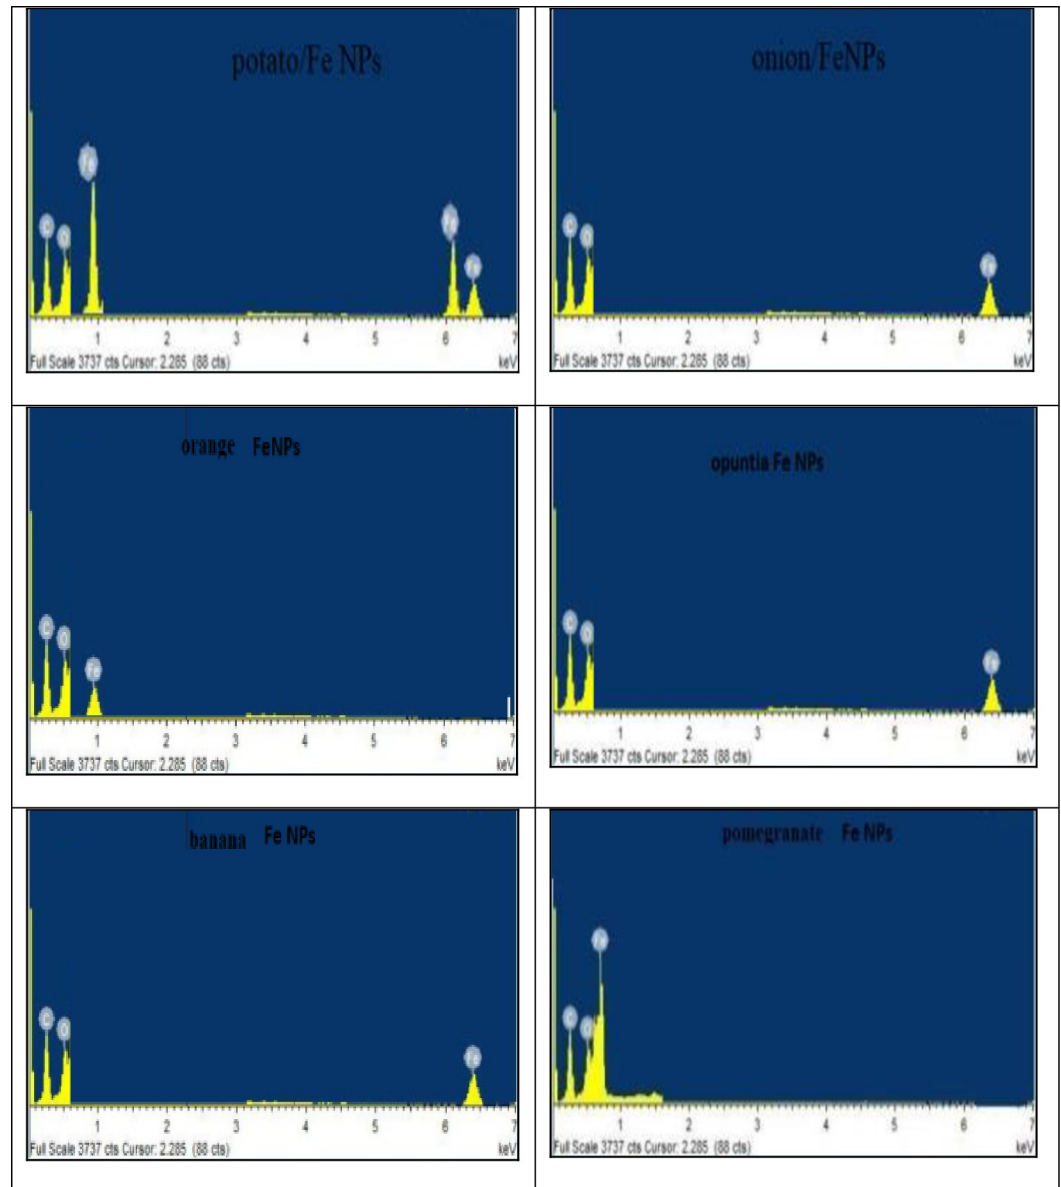 potato/Fe NPs
Fe
C
O
Fe
Fe
1 2 3 4 5 6 7
Full Scale 3737 cts Cursor: 2.285 (88 cts) keV
onion/FeNPs
C
O
Fe
1 2 3 4 5 6 7
Full Scale 3737 cts Cursor: 2.285 (88 cts) keV
orange FeNPs
C
O
Fe
1 2 3 4 5 6 7
Full Scale 3737 cts Cursor: 2.285 (88 cts) keV
opuntia Fe NPs
C
O
Fe
1 2 3 4 5 6 7
Full Scale 3737 cts Cursor: 2.285 (88 cts) keV
banana Fe NPs
C
O
Fe
1 2 3 4 5 6 7
Full Scale 3737 cts Cursor: 2.285 (88 cts) keV
pomegranate Fe NPs
Fe
C
O
1 2 3 4 5 6 7
Full Scale 3737 cts Cursor: 2.285 (88 cts) keV